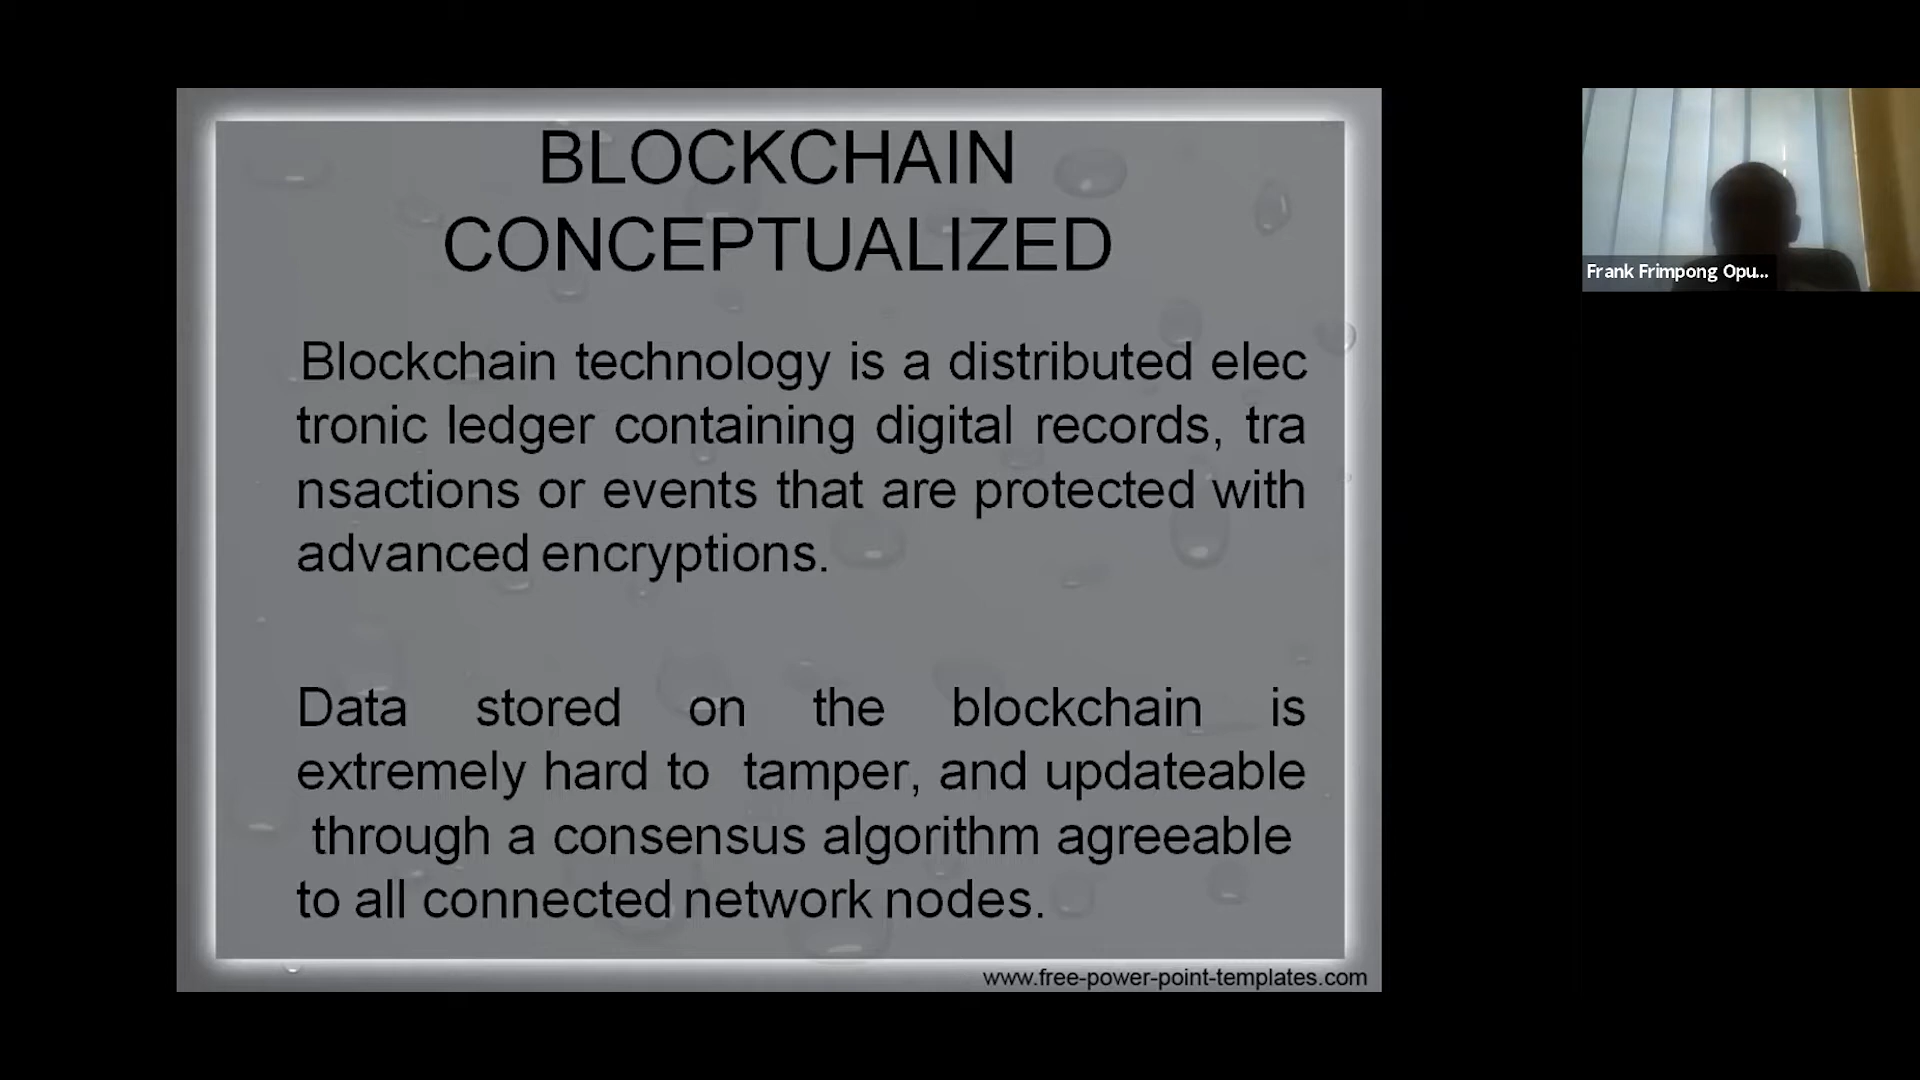 BLOCKCHAIN
CONCEPTUALIZED
Blockchain technology is a distributed elec
tronic ledger containing digital records, tra
nsactions or events that are protected with
advanced encryptions.
Data stored on the blockchain is
extremely hard to tamper, and updateable
through a consensus algorithm agreeable
to all connected network nodes.
www.free-power-point-templates.com
Frank Frimpong Opu...